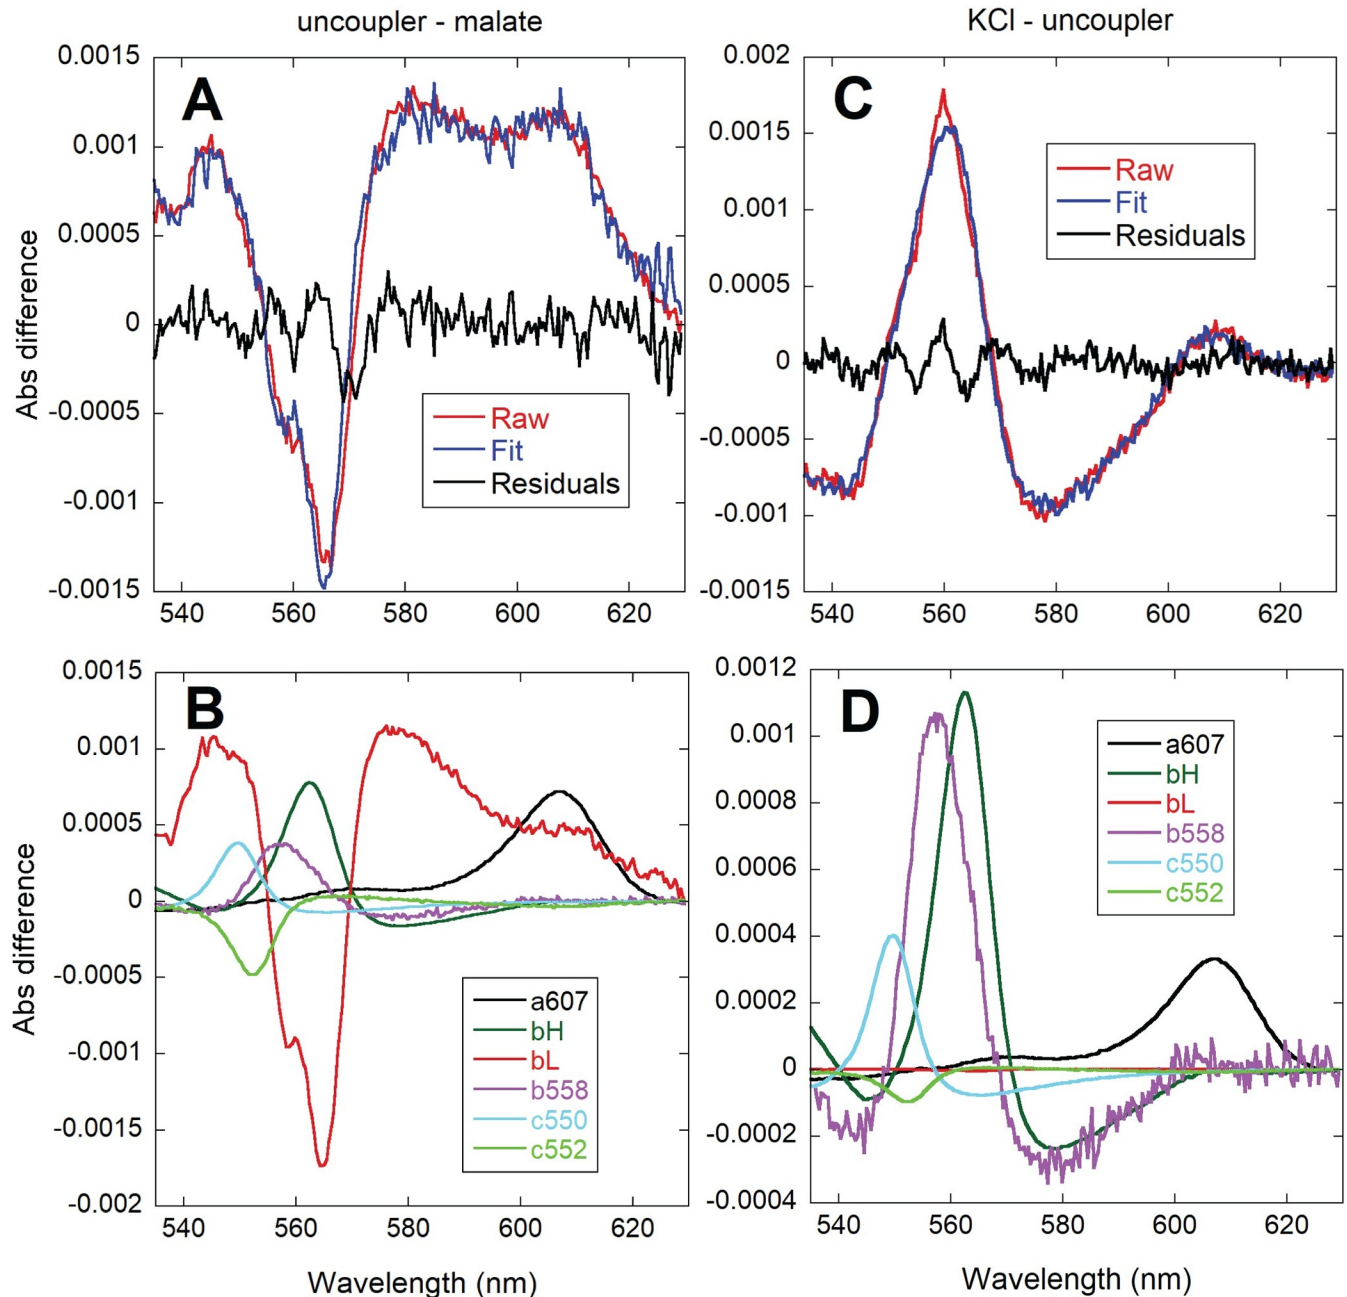 uncoupler - malate
KCl - uncoupler
A
0.0015
0.001
0.0005
0
-0.0005
-0.001
-0.0015
540
560
580
600
620
Abs difference
Raw
Fit
Residuals
C
0.002
0.0015
0.001
0.0005
0
-0.0005
-0.001
-0.0015
540
560
580
600
620
Raw
Fit
Residuals
B
0.0015
0.001
0.0005
0
-0.0005
-0.001
-0.0015
-0.002
540
560
580
600
620
Abs difference
Wavelength (nm)
a607
bH
bL
b558
c550
c552
D
0.0012
0.001
0.0008
0.0006
0.0004
0.0002
0
-0.0002
-0.0004
540
560
580
600
620
Wavelength (nm)
a607
bH
bL
b558
c550
c552